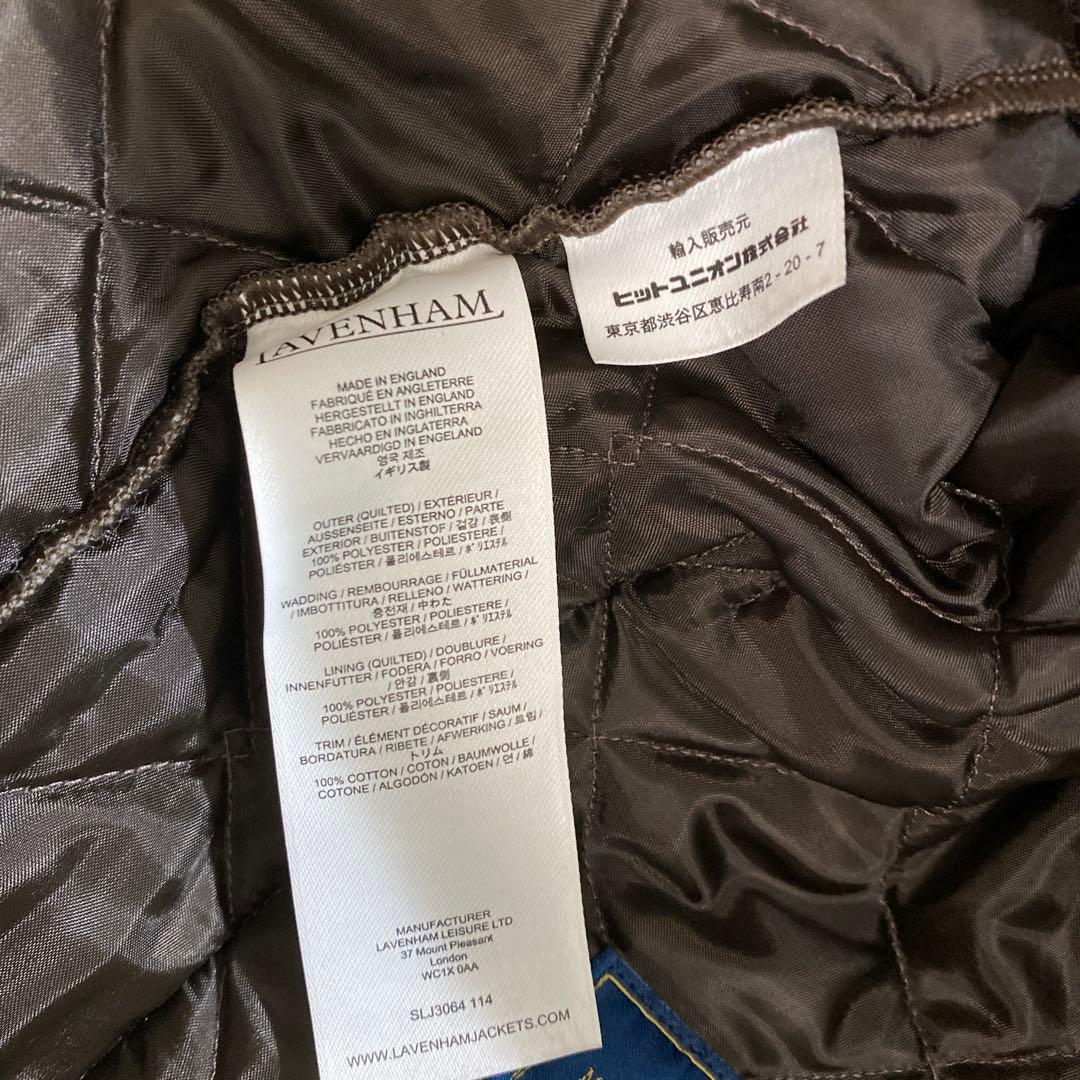 LAVENHAM
MADE IN ENGLAND
FABRIQUÉ EN ANGLETERRE
HERGESTELLT IN ENGLAND
FABBRICATO IN INGHILTERRA
HECHO EN INGLATERRA
VERVAARDIGD IN ENGELAND
영국 제조
イギリス製
OUTER (QUILTED) / EXTÉRIEUR /
AUSSENSEITE / ESTERNO / PARTE
EXTERIOR / BUITENSTOF / 겉감 / 表側
100% POLYESTER / POLIESTERE /
POLIÉSTER / 폴리에스테르 / ﾎﾟﾘｴｽﾃﾙ
WADDING / REMBOURRAGE / FÜLLMATERIAL
/ IMBOTTITURA / RELLENO / WATTERING /
충전재 / 中わた
100% POLYESTER / POLIESTERE /
POLIÉSTER / 폴리에스테르 / ﾎﾟﾘｴｽﾃﾙ
LINING (QUILTED) / DOUBLURE /
INNENFUTTER / FODERA / FORRO / VOERING
/ 안감 / 裏側
100% POLYESTER / POLIESTERE /
POLIÉSTER / 폴리에스테르 / ﾎﾟﾘｴｽﾃﾙ
TRIM / ÉLEMENT DÉCORATIF / SAUM /
BORDATURA / RIBETE / AFWERKING / 트림 /
トリム
100% COTTON / COTON / BAUMWOLLE /
COTONE / ALGODÓN / KATOEN / 면 / 綿
MANUFACTURER
LAVENHAM LEISURE LTD
37 Mount Pleasant
London
WC1X 0AA
SLJ3064 114
WWW.LAVENHAMJACKETS.COM
輸入販売元
ヒットユニオン株式会社
東京都渋谷区恵比寿南2-20-7